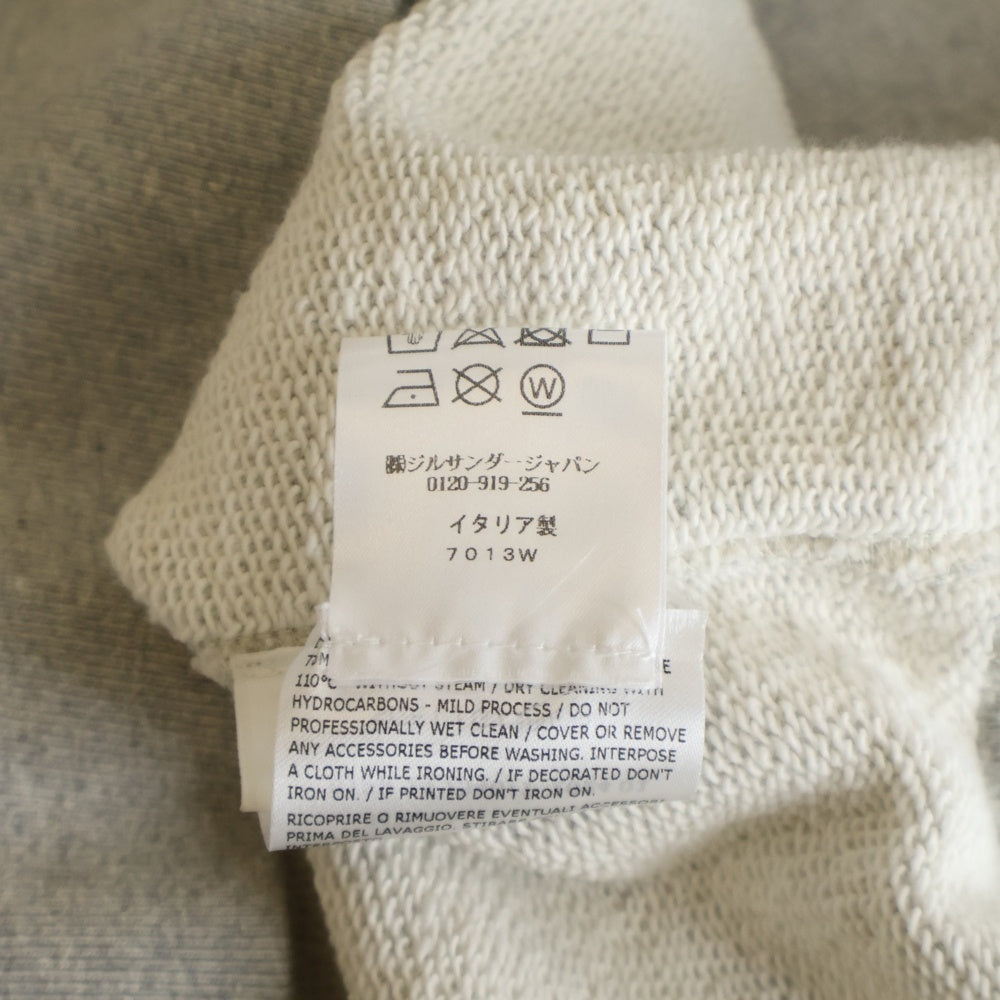 W
㈱ジルサンダージャパン
0120-919-256
イタリア製
7013W
E
110°C WITHOUT STEAM / DRY CLEANING WITH
HYDROCARBONS - MILD PROCESS / DO NOT
PROFESSIONALLY WET CLEAN / COVER OR REMOVE
ANY ACCESSORIES BEFORE WASHING. INTERPOSE
A CLOTH WHILE IRONING. / IF DECORATED DON'T
IRON ON. / IF PRINTED DON'T IRON ON.
RICOPRIRE O RIMUOVERE EVENTUALI ACCESSORI
PRIMA DEL LAVAGGIO.